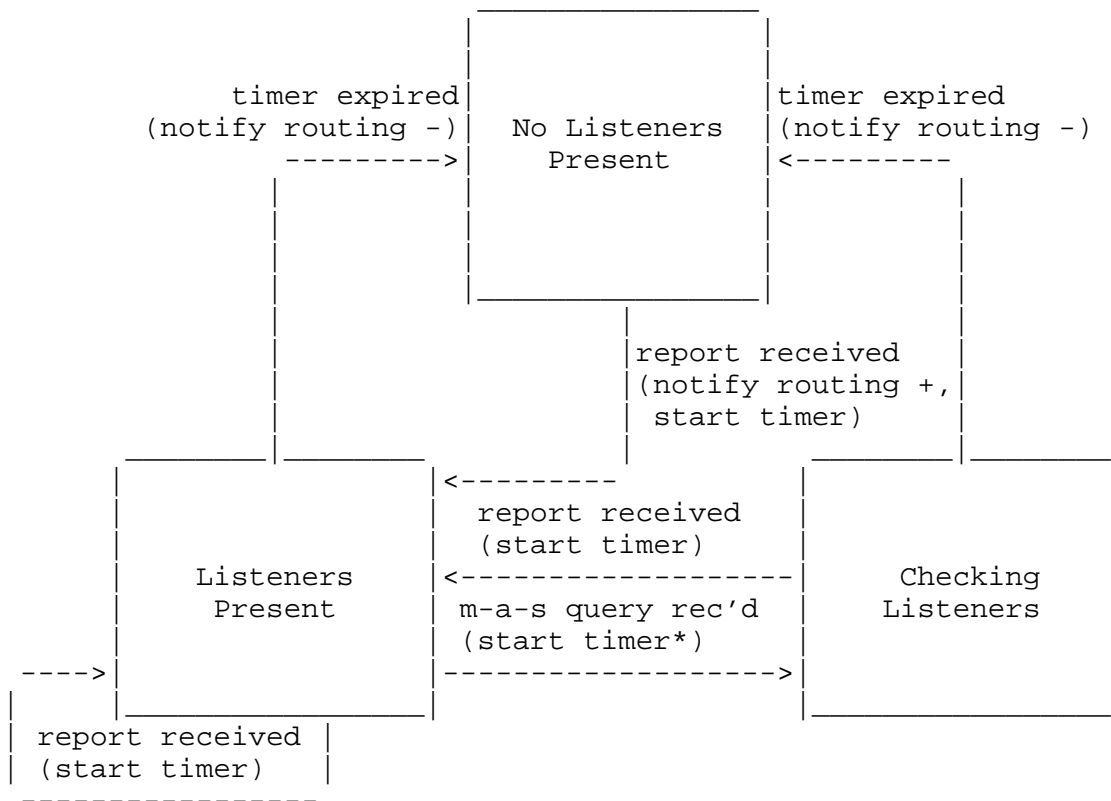 timer expired
(notify routing -)
No Listeners
Present
timer expired
(notify routing -)
report received
(notify routing +,
start timer)
report received
(start timer)
Listeners
Present
m-a-s query rec'd
(start timer*)
Checking
Listeners
report received
(start timer)